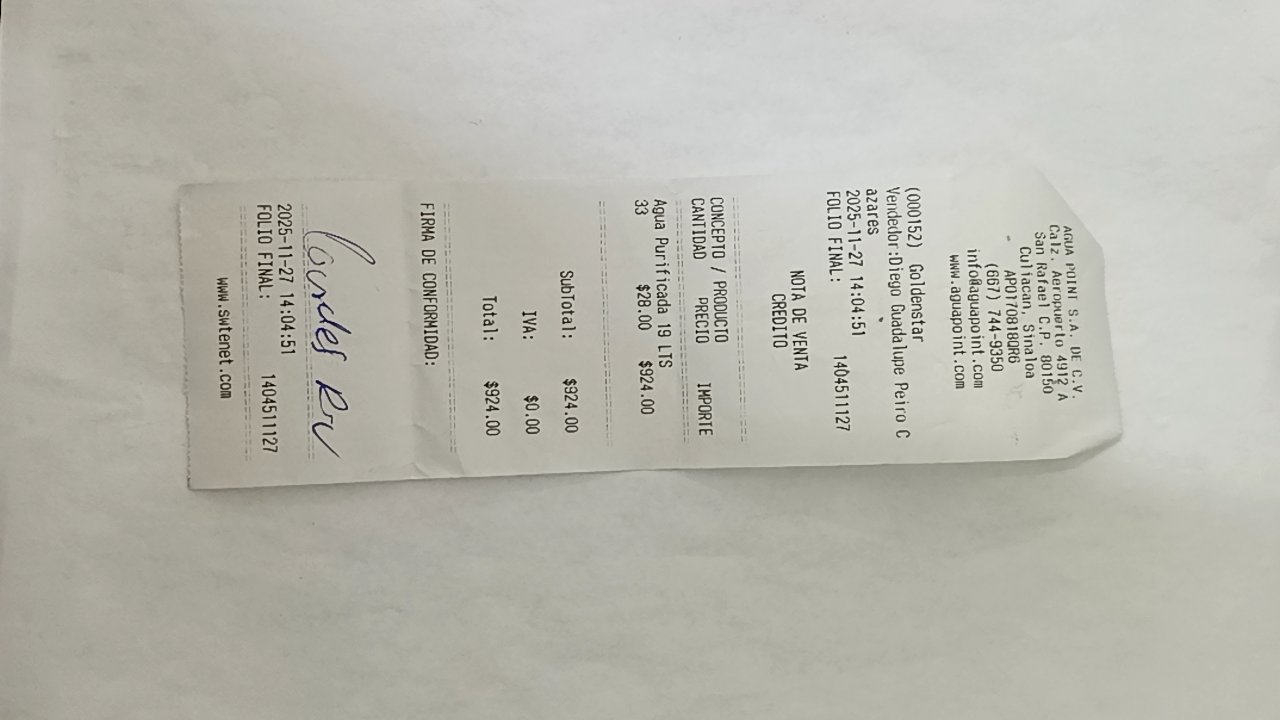 AGUA POINT S.A. DE C.V.
Calz. Aeropuerto 4912 A
San Rafael C.P. 80150
Culiacan, Sinaloa
APO170818QR6
(667) 744-9350
info@aguapoint.com
www.aguapoint.com
(000152) Goldenstar
Vendedor:Diego Guadalupe Peiro C
azares
2025-11-27 14:04:51
FOLIO FINAL: 1404511127
NOTA DE VENTA
CREDITO
CONCEPTO / PRODUCTO
CANTIDAD PRECIO IMPORTE
Agua Purificada 19 LTS
33 $28.00 $924.00
SubTotal: $924.00
IVA: $0.00
Total: $924.00
FIRMA DE CONFORMIDAD:
Lourdes
2025-11-27 14:04:51
FOLIO FINAL: 1404511127
www.swtenet.com